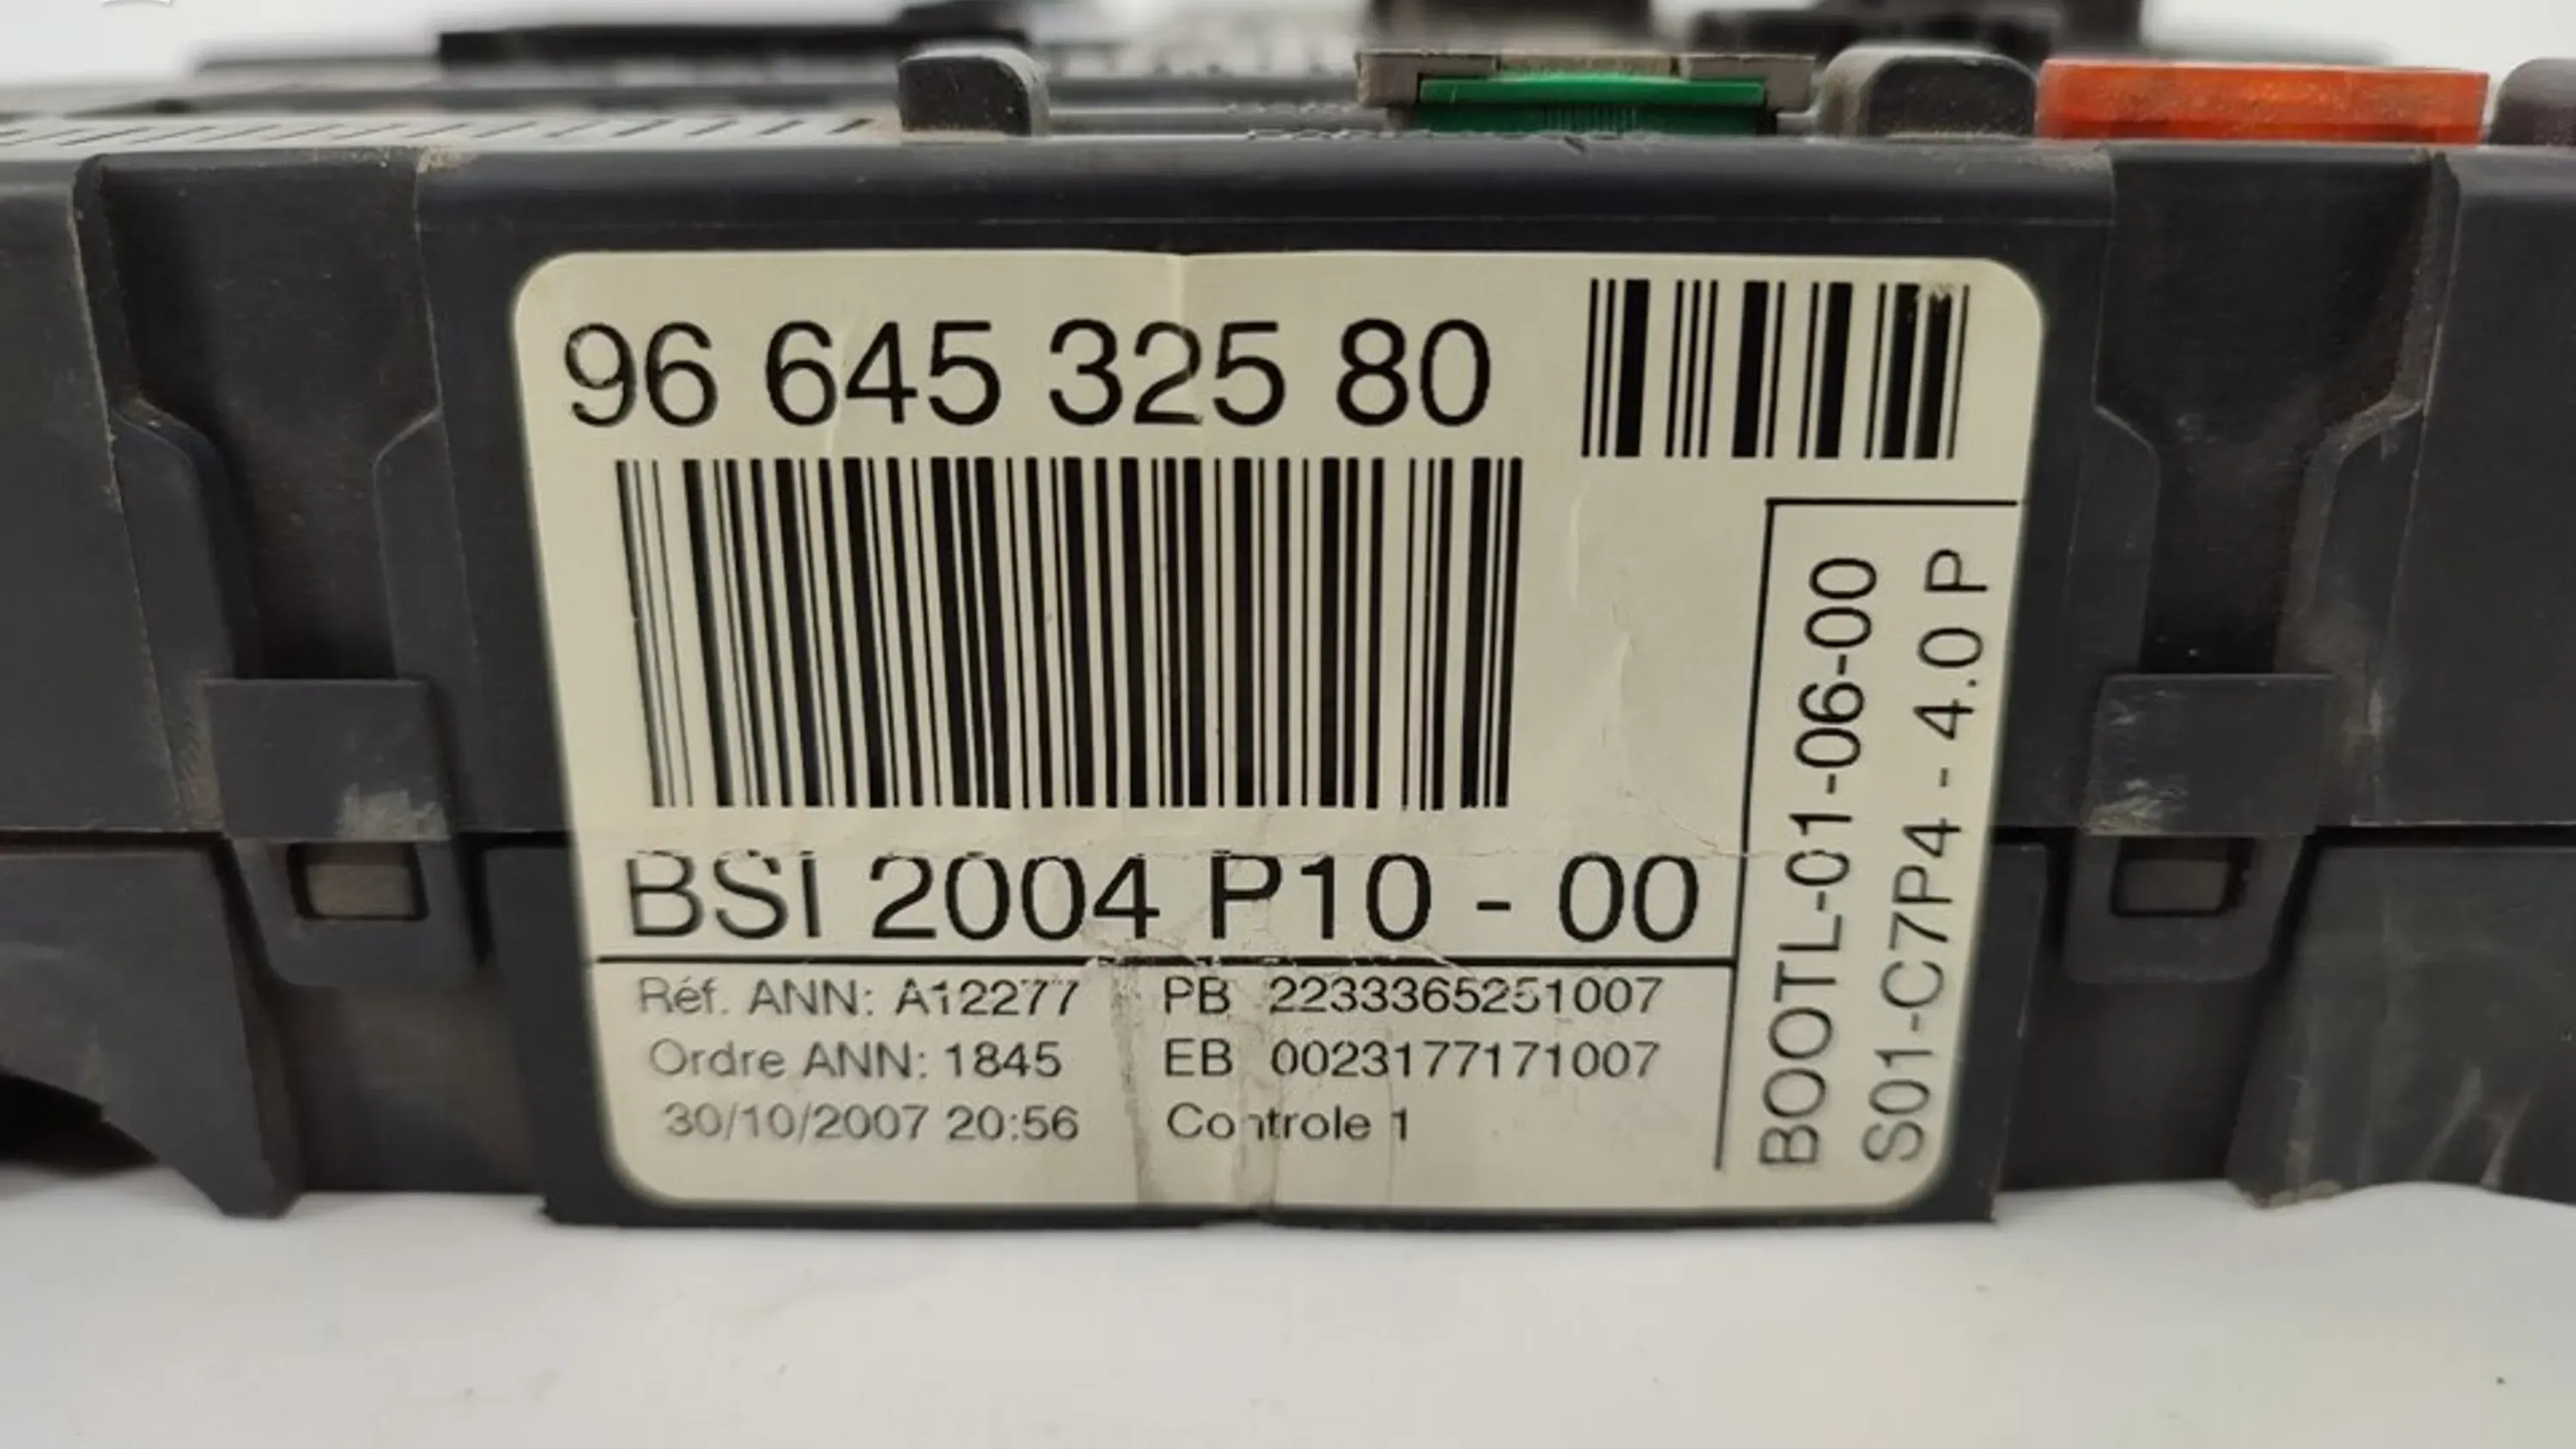 96 645 325 80
BSI 2004 P10 - 00
Réf. ANN: A12277 PB 2233365251007
Ordre ANN: 1845 EB 0023177171007
30/10/2007 20:56 Controle 1
BOOTL-01-06-00
S01-C7P4 - 4.0 P